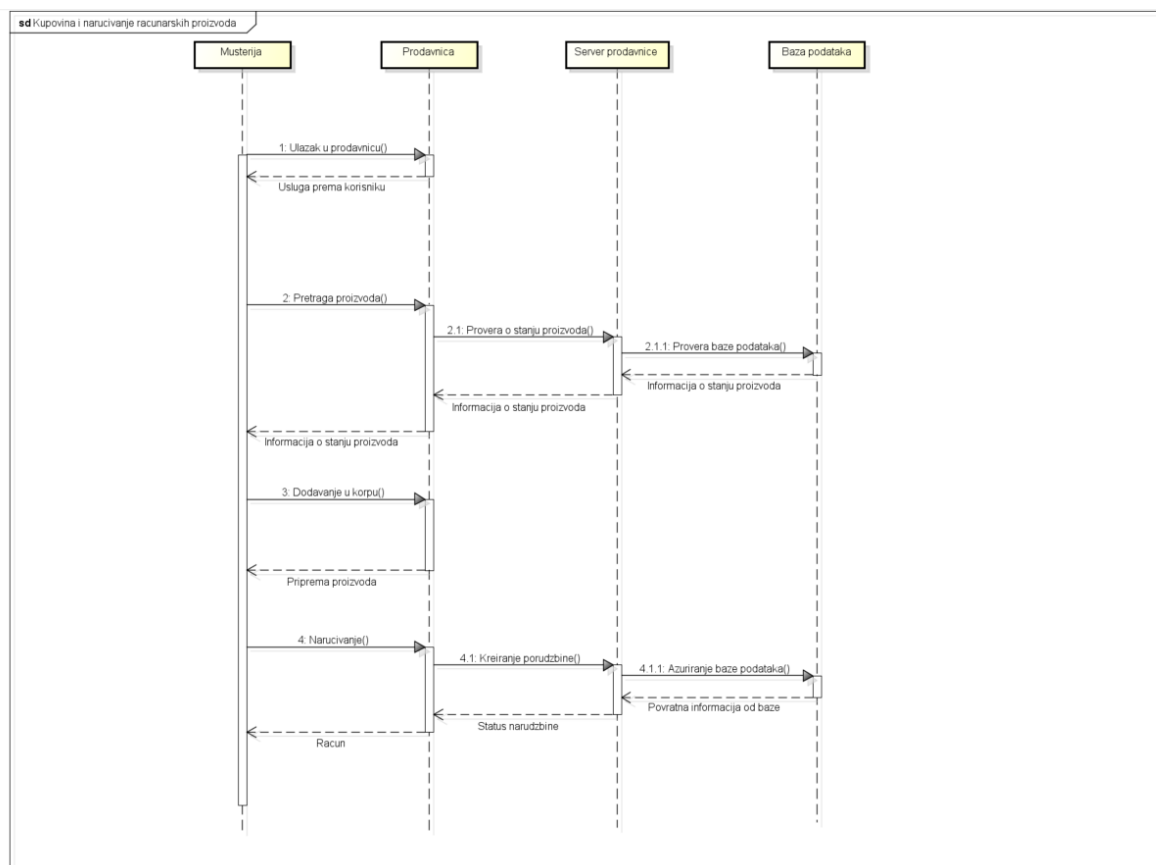 sd Kupovina i narucivanje racunarskih proizvoda
Musterija
Prodavnica
Server prodavnice
Baza podataka
1: Ulazak u prodavnicu()
Usluga prema korisniku
2: Pretraga proizvoda()
2.1: Provera o stanju proizvoda()
2.1.1: Provera baze podataka()
Informacija o stanju proizvoda
Informacija o stanju proizvoda
Informacija o stanju proizvoda
3: Dodavanje u korpu()
Priprema proizvoda
4: Narucivanje()
4.1: Kreiranje porudzbine()
4.1.1: Azuriranje baze podataka()
Povratna informacija od baze
Status narudzbine
Racun